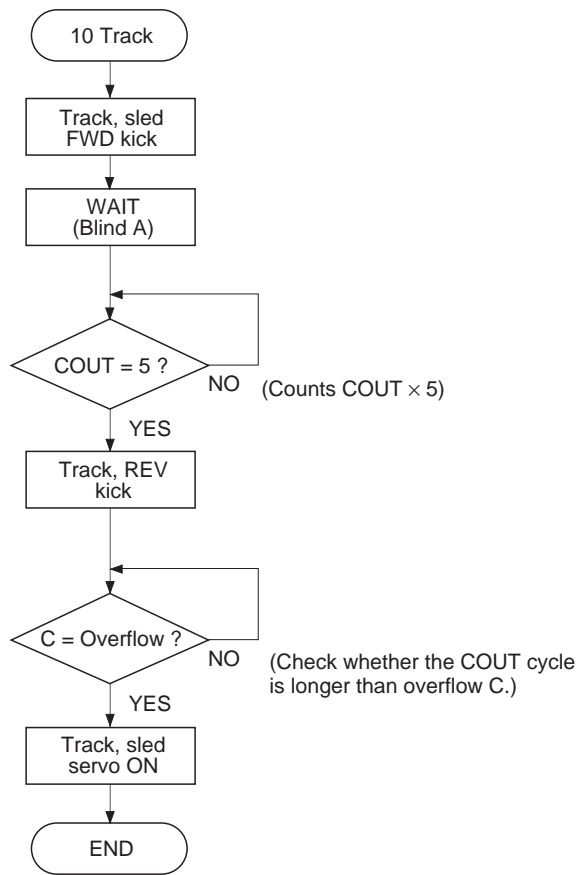 10 Track
Track, sled
FWD kick
WAIT
(Blind A)
COUT = 5 ?
NO
(Counts COUT × 5)
YES
Track, REV
kick
C = Overflow ?
NO
(Check whether the COUT cycle
is longer than overflow C.)
YES
Track, sled
servo ON
END